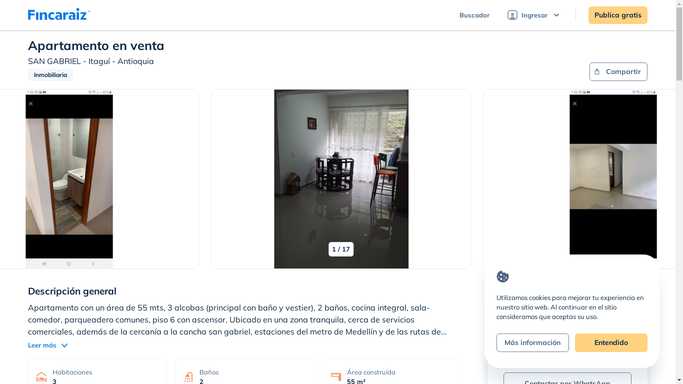 Fincaraiz
Buscador
Ingresar
Publica gratis
Apartamento en venta
SAN GABRIEL - Itaguí - Antioquia
Inmobiliaria
Compartir
1 / 17
Descripción general
Apartamento con un área de 55 mts, 3 alcobas (principal con baño y vestier), 2 baños, cocina integral, sala-
comedor, parqueadero comunes, piso 6 con ascensor. Ubicado en una zona tranquila, cerca de servicios
comerciales, además de la cercanía a la cancha san gabriel, estaciones del metro de Medellín y de las rutas de...
Leer más
Habitaciones
3
Baños
2
Área construida
55 m²
Utilizamos cookies para mejorar tu experiencia en
nuestro sitio web. Al continuar en el sitio
consideramos que aceptas su uso.
Más información
Entendido
Contactar por WhatsApp